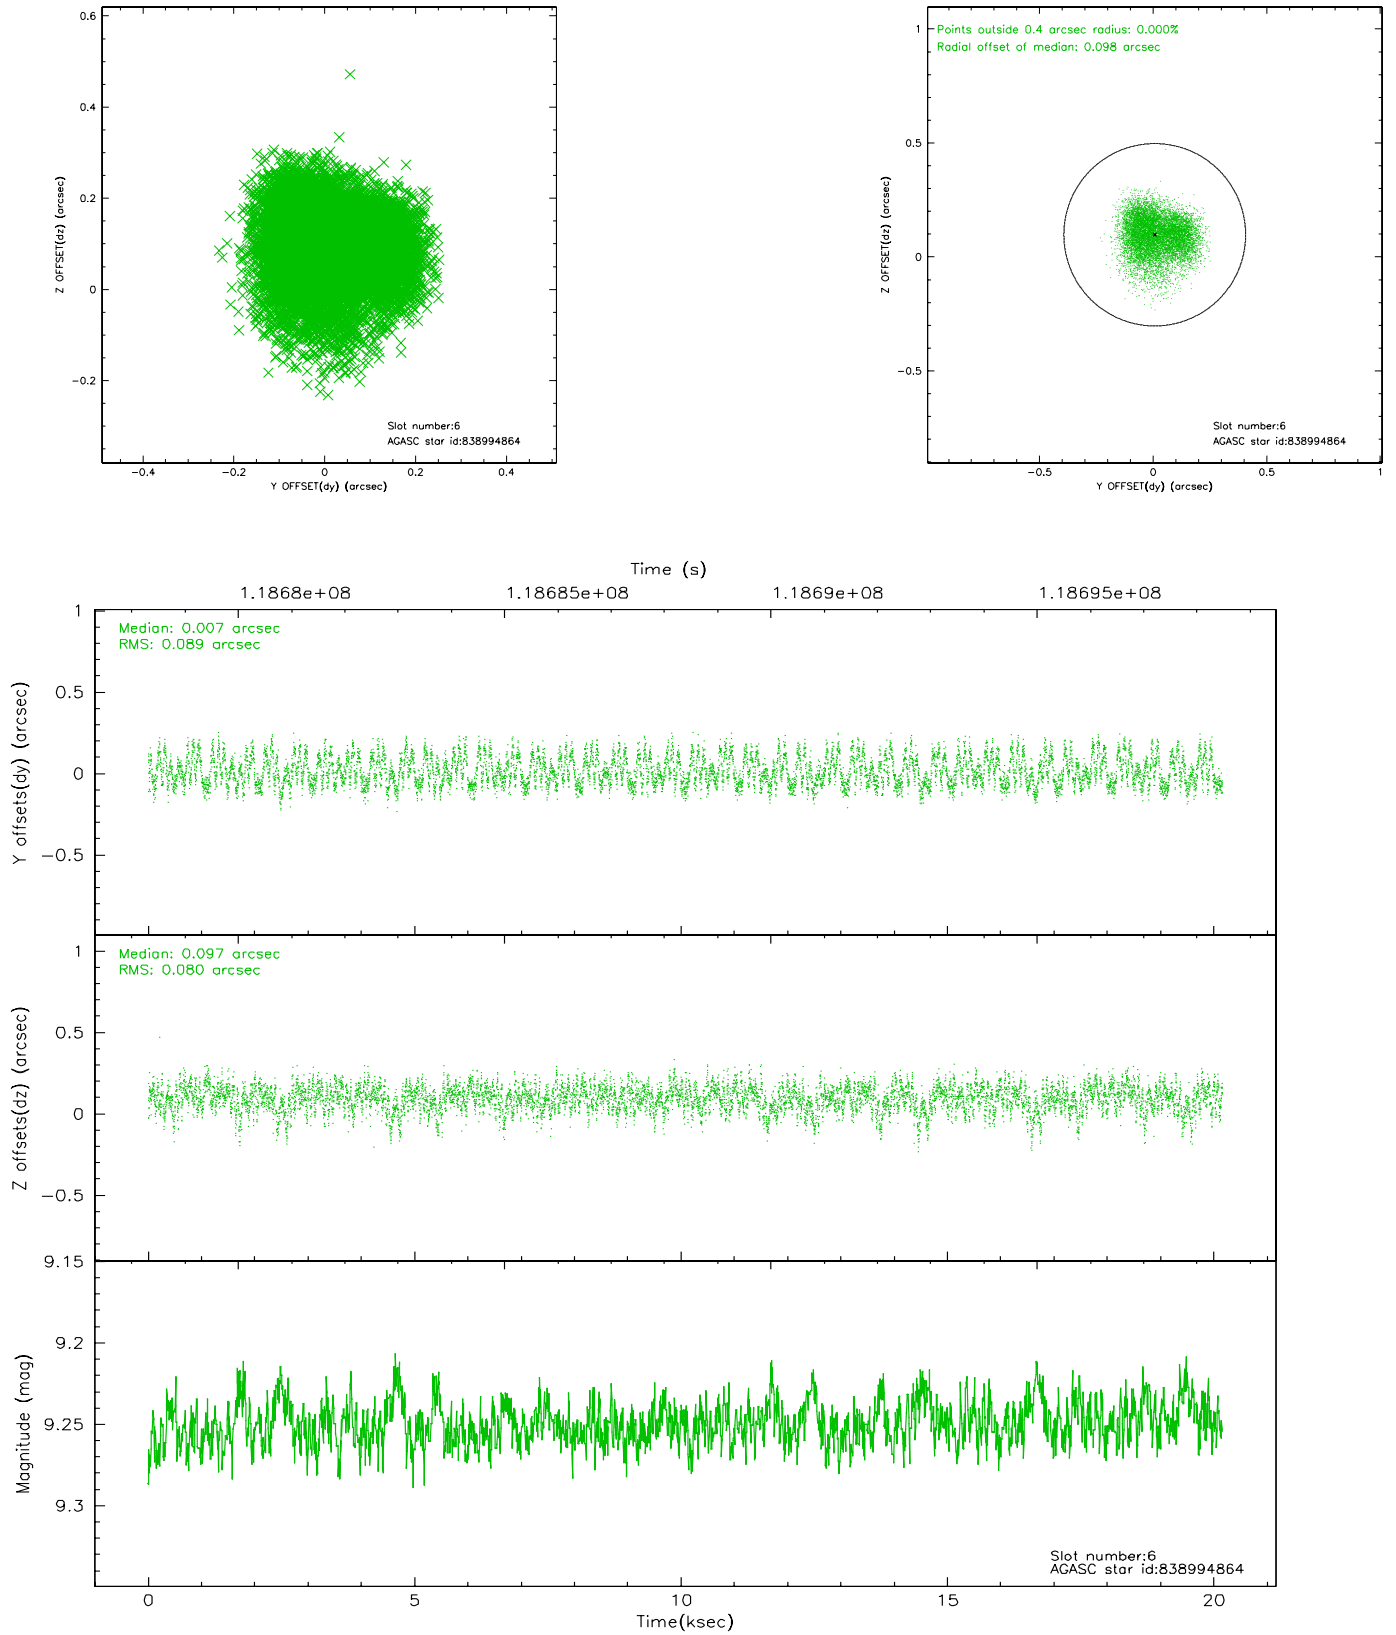 0.6
0.4
0.2
0
−0.2
Z OFFSET(dz) (arcsec)
Slot number:6
AGASC star id:838994864
−0.4 −0.2 0 0.2 0.4
Y OFFSET(dy) (arcsec)
Points outside 0.4 arcsec radius: 0.000%
Radial offset of median: 0.098 arcsec
1
0.5
0
−0.5
Z OFFSET(dz) (arcsec)
Slot number:6
AGASC star id:838994864
−0.5 0 0.5 1
Y OFFSET(dy) (arcsec)
Time (s)
1.1868e+08 1.18685e+08 1.1869e+08 1.18695e+08
Median: 0.007 arcsec
RMS: 0.089 arcsec
1
0.5
0
−0.5
Y offsets(dy) (arcsec)
Median: 0.097 arcsec
RMS: 0.080 arcsec
1
0.5
0
−0.5
Z offsets(dz) (arcsec)
9.15
9.2
9.25
9.3
Magnitude (mag)
Slot number:6
AGASC star id:838994864
0 5 10 15 20
Time(ksec)